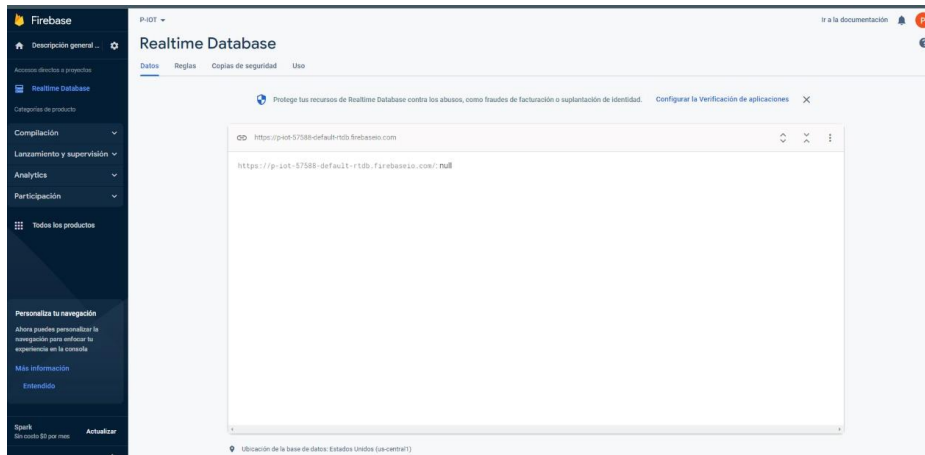 Firebase
P-IOT
Ir a la documentación
Descripción general ...
Realtime Database
Accesos directos a proyectos
Datos Reglas Copias de seguridad Uso
Realtime Database
Categorías de producto
Protege tus recursos de Realtime Database contra los abusos, como fraudes de facturación o suplantación de identidad. Configurar la Verificación de aplicaciones
Compilación
https://p-iot-57588-default-rtdb.firebaseio.com
Lanzamiento y supervisión
https://p-iot-57588-default-rtdb.firebaseio.com/: null
Analytics
Participación
Todos los productos
Personaliza tu navegación
Ahora puedes personalizar la
navegación para enfocar tu
experiencia en la consola
Más información
Entendido
Spark
Sin costo $0 por mes
Actualizar
Ubicación de la base de datos: Estados Unidos (us-central1)